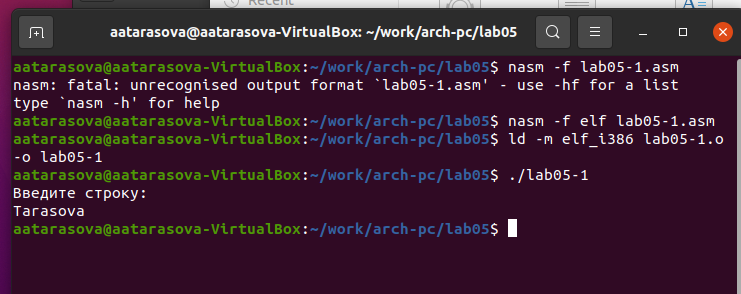 Recent
aatarasova@aatarasova-VirtualBox: ~/work/arch-pc/lab05
aatarasova@aatarasova-VirtualBox:~/work/arch-pc/lab05$ nasm -f lab05-1.asm
nasm: fatal: unrecognised output format `lab05-1.asm' - use -hf for a list
type `nasm -h' for help
aatarasova@aatarasova-VirtualBox:~/work/arch-pc/lab05$ nasm -f elf lab05-1.asm
aatarasova@aatarasova-VirtualBox:~/work/arch-pc/lab05$ ld -m elf_i386 lab05-1.o
-o lab05-1
aatarasova@aatarasova-VirtualBox:~/work/arch-pc/lab05$ ./lab05-1
Введите строку:
Tarasova
aatarasova@aatarasova-VirtualBox:~/work/arch-pc/lab05$